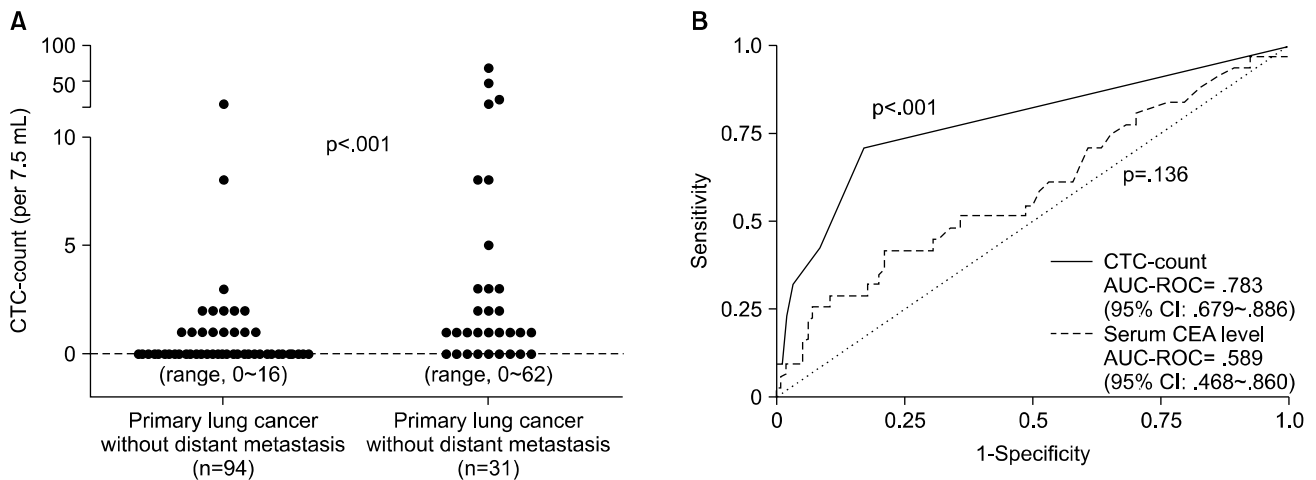 A
100
50
10
5
0
CTC-count (per 7.5 mL)
p<.001
(range, 0~16)
(range, 0~62)
Primary lung cancer
without distant metastasis
(n=94)
Primary lung cancer
without distant metastasis
(n=31)
B
1.0
0.75
0.5
0.25
0
Sensitivity
p<.001
p=.136
CTC-count
AUC-ROC= .783
(95% CI: .679~.886)
Serum CEA level
AUC-ROC= .589
(95% CI: .468~.860)
0
0.25
0.5
0.75
1.0
1-Specificity